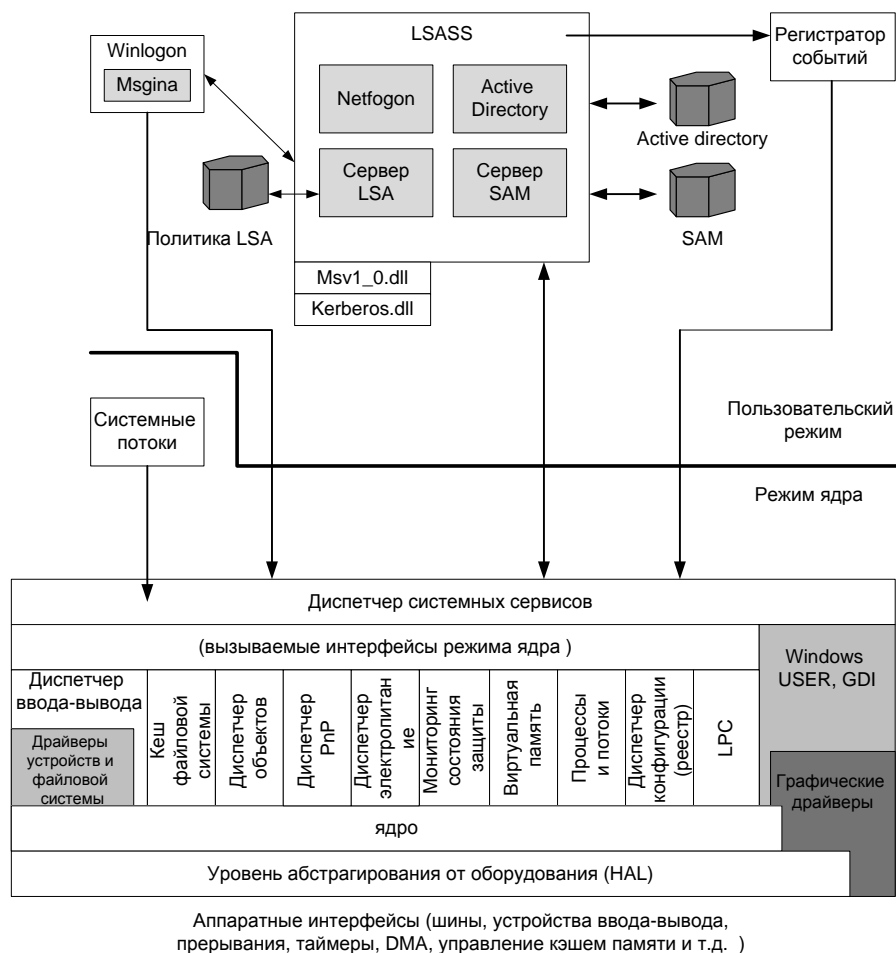 LSASS
Winlogon
Msgina
Регистратор
событий
Netfogon
Active
Directory
Active directory
Сервер
LSA
Сервер
SAM
Политика LSA
SAM
Msv1_0.dll
Kerberos.dll
Системные
потоки
Пользовательский
режим
Режим ядра
Диспетчер системных сервисов
(вызываемые интерфейсы режима ядра )
Windows
USER, GDI
Диспетчер
ввода-вывода
Драйверы
устройств и
файловой
системы
Кеш
файловой
системы
Диспетчер
объектов
Диспетчер
PnP
Диспетчер
электропитан
ие
Мониторинг
состояния
защиты
Виртуальная
память
Процессы
и потоки
Диспетчер
конфигурации
(реестр)
LPC
Графические
драйверы
ядро
Уровень абстрагирования от оборудования (HAL)
Аппаратные интерфейсы (шины, устройства ввода-вывода,
прерывания, таймеры, DMA, управление кэшем памяти и т.д. )